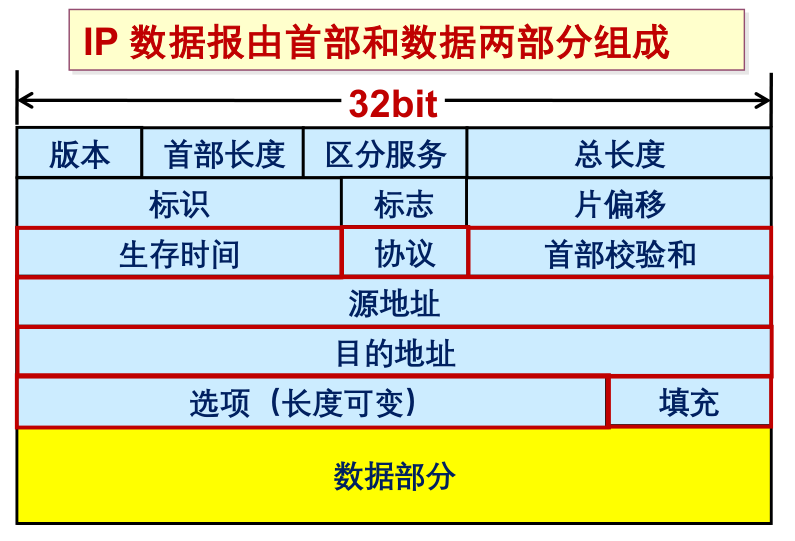 IP 数据报由首部和数据两部分组成
32bit
版本 首部长度 区分服务 总长度
标识 标志 片偏移
生存时间 协议 首部校验和
源地址
目的地址
选项（长度可变） 填充
数据部分